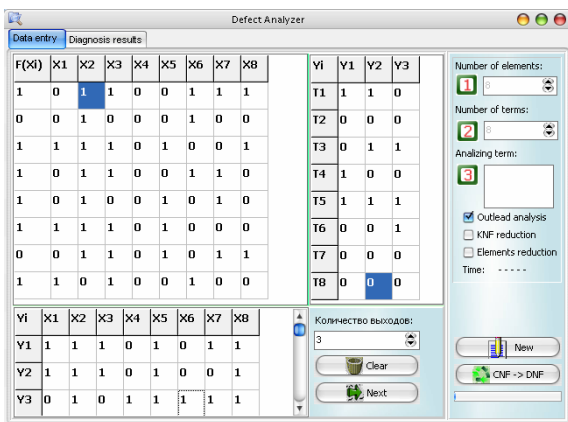 Defect Analyzer
Data entry Diagnosis results
F(Xi) X1 X2 X3 X4 X5 X6 X7 X8
1 0 1 1 0 0 1 1 1
0 0 1 0 0 0 1 0 0
1 1 1 1 0 1 0 0 1
1 0 1 0 0 0 1 1 0
1 0 1 0 1 0 1 0 0
1 1 1 1 0 0 1 0 0
0 0 1 1 0 1 0 1 1
1 1 0 1 0 0 1 0 0
Yi Y1 Y2 Y3
T1 1 1 0
T2 0 0 0
T3 0 1 1
T4 1 0 0
T5 1 1 1
T6 0 0 1
T7 0 0 0
T8 0 0 0
Number of elements:
1 8
Number of terms:
2 8
Analizing term:
3
Outlead analysis
KNF reduction
Elements reduction
Time: - - - - -
Yi X1 X2 X3 X4 X5 X6 X7 X8
Y1 1 1 1 0 1 0 1 1
Y2 1 1 1 0 1 0 0 1
Y3 0 1 0 1 1 1 1 1
Количество выходов:
3
Clear
Next
New
CNF -> DNF